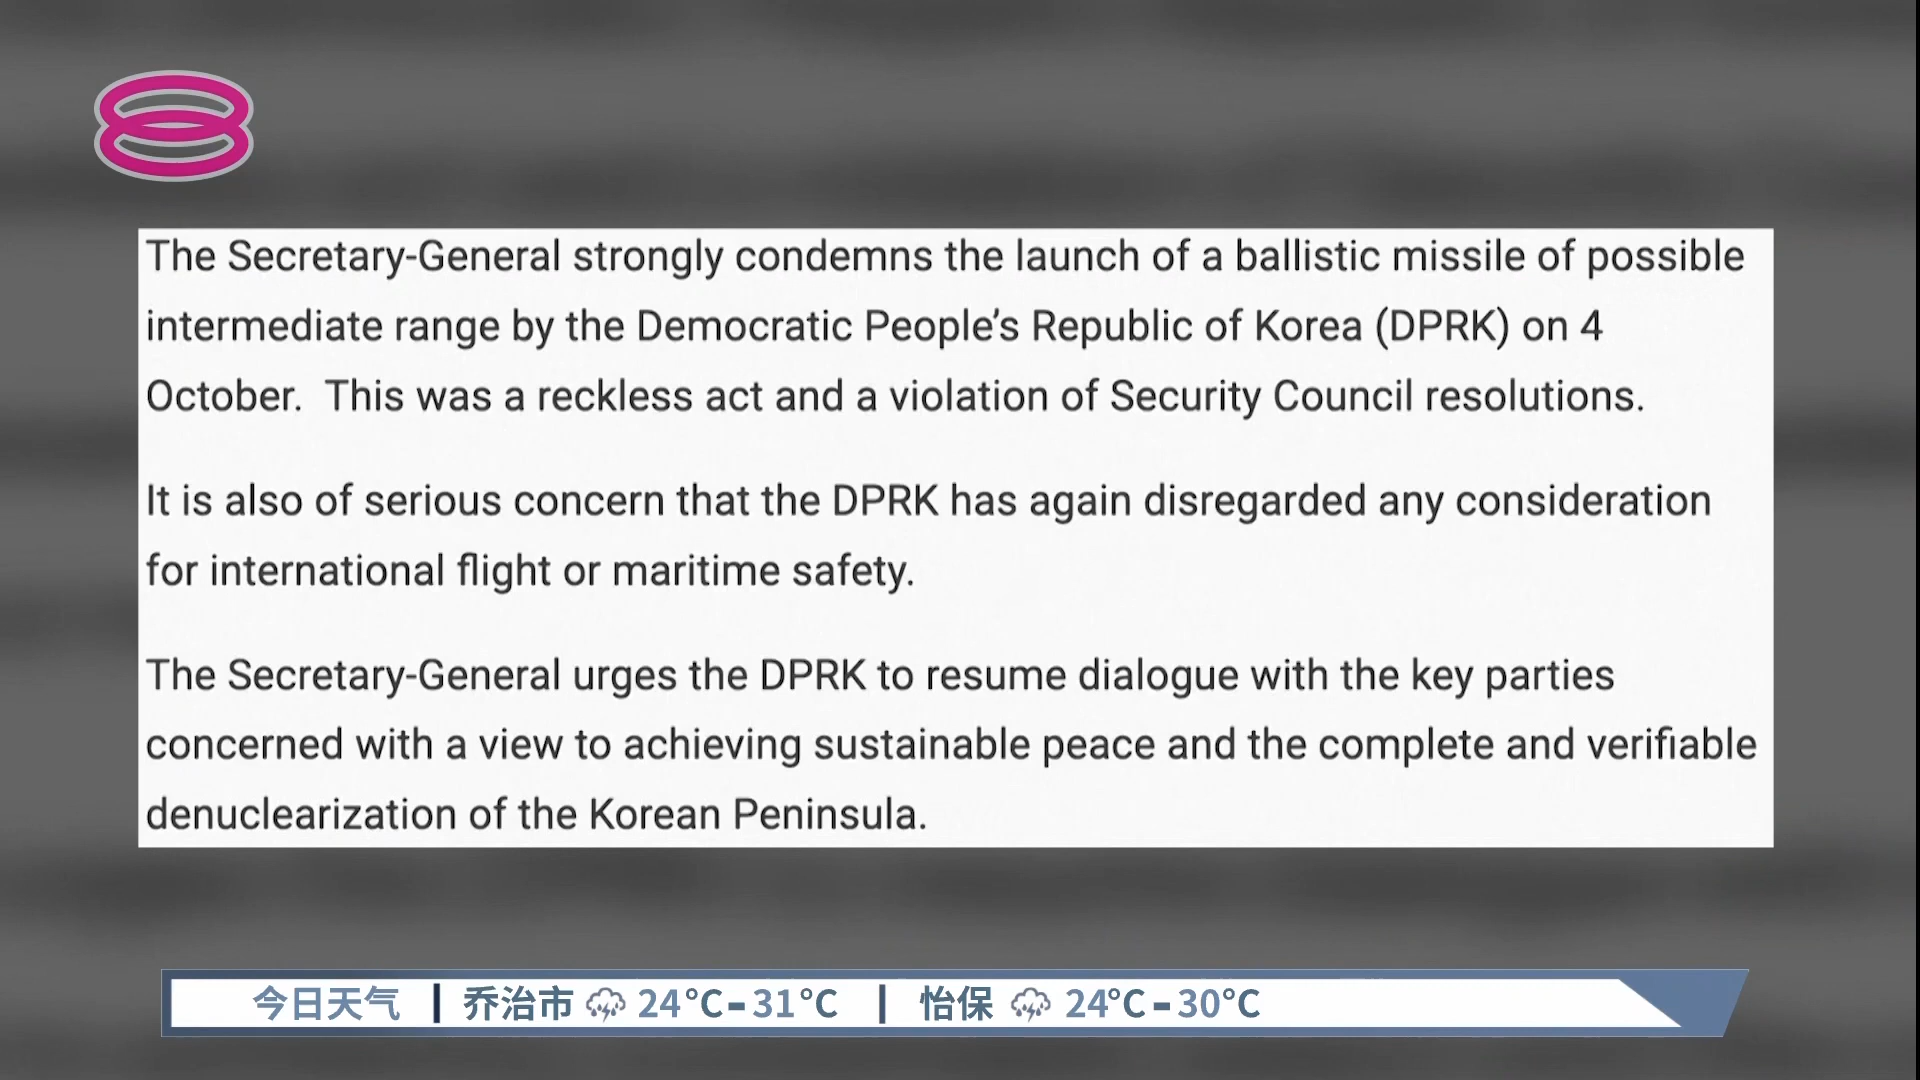 The Secretary-General strongly condemns the launch of a ballistic missile of possible
intermediate range by the Democratic People’s Republic of Korea (DPRK) on 4
October.  This was a reckless act and a violation of Security Council resolutions.
It is also of serious concern that the DPRK has again disregarded any consideration
for international flight or maritime safety.
The Secretary-General urges the DPRK to resume dialogue with the key parties
concerned with a view to achieving sustainable peace and the complete and verifiable
denuclearization of the Korean Peninsula.
今日天气 | 乔治市 24°C-31°C | 怡保 24°C-30°C